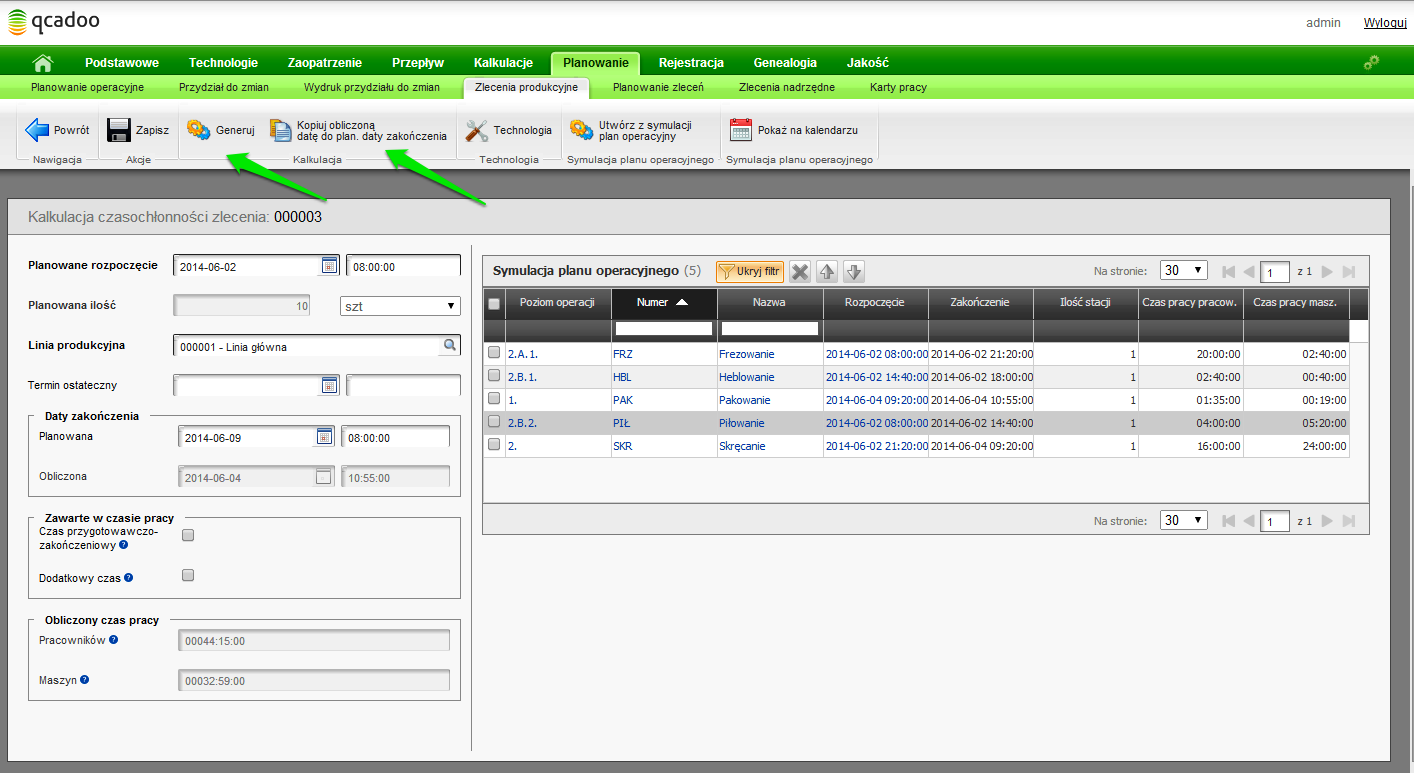 qcadoo
admin Wyloguj
Podstawowe Technologie Zaopatrzenie Przepływ Kalkulacje Planowanie Rejestracja Genealogia Jakość
Planowanie operacyjne Przydział do zmian Wydruk przydziału do zmian Zlecenia produkcyjne Planowanie zleceń Zlecenia nadrzędne Karty pracy
Powrót
Nawigacja
Zapisz
Akcje
Generuj
Kopiuj obliczoną
datę do plan. daty zakończenia
Kalkulacja
Technologia
Technologia
Utwórz z symulacji
plan operacyjny
Symulacja planu operacyjnego
Pokaż na kalendarzu
Symulacja planu operacyjnego
Kalkulacja czasochłonności zlecenia: 000003
Planowane rozpoczęcie 2014-06-02 08:00:00
Planowana ilość 10 szt
Linia produkcyjna 000001 - Linia główna
Termin ostateczny
Daty zakończenia
Planowana 2014-06-09 08:00:00
Obliczona 2014-06-04 10:55:00
Zawarte w czasie pracy
Czas przygotowawczo-
zakończeniowy ?
Dodatkowy czas ?
Obliczony czas pracy
Pracowników ? 00044:15:00
Maszyn ? 00032:59:00
Symulacja planu operacyjnego (5) Ukryj filtr Na stronie: 30 1 z 1
Poziom operacji Numer Nazwa Rozpoczęcie Zakończenie Ilość stacji Czas pracy pracow. Czas pracy masz.
2.A.1. FRZ Frezowanie 2014-06-02 08:00:00 2014-06-02 21:20:00 1 20:00:00 02:40:00
2.B.1. HBL Heblowanie 2014-06-02 14:40:00 2014-06-02 18:00:00 1 02:40:00 00:40:00
1. PAK Pakowanie 2014-06-04 09:20:00 2014-06-04 10:55:00 1 01:35:00 00:19:00
2.B.2. PIŁ Piłowanie 2014-06-02 08:00:00 2014-06-02 14:40:00 1 04:00:00 05:20:00
2. SKR Skręcanie 2014-06-02 21:20:00 2014-06-04 09:20:00 1 16:00:00 24:00:00
Na stronie: 30 1 z 1